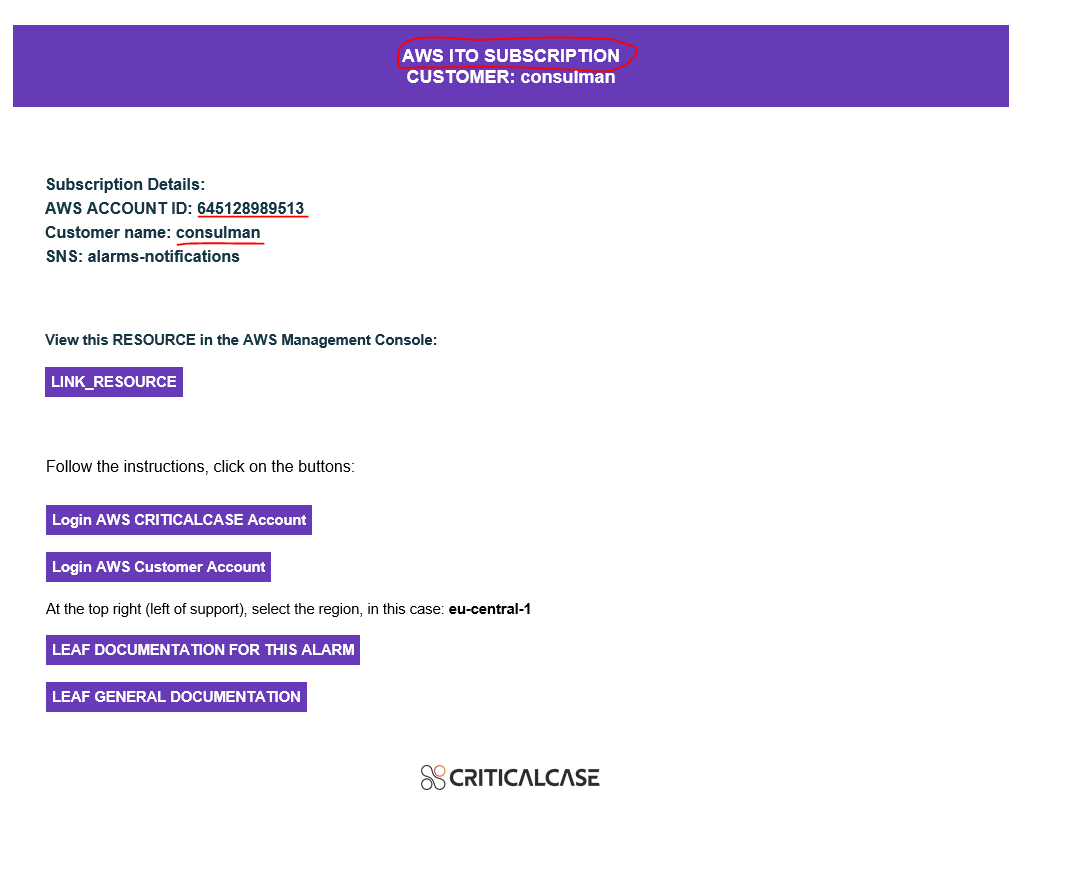 AWS ITO SUBSCRIPTION
CUSTOMER: consulman
Subscription Details:
AWS ACCOUNT ID: 645128989513
Customer name: consulman
SNS: alarms-notifications
View this RESOURCE in the AWS Management Console:
LINK_RESOURCE
Follow the instructions, click on the buttons:
Login AWS CRITICALCASE Account
Login AWS Customer Account
At the top right (left of support), select the region, in this case: eu-central-1
LEAF DOCUMENTATION FOR THIS ALARM
LEAF GENERAL DOCUMENTATION
CRITICALCASE